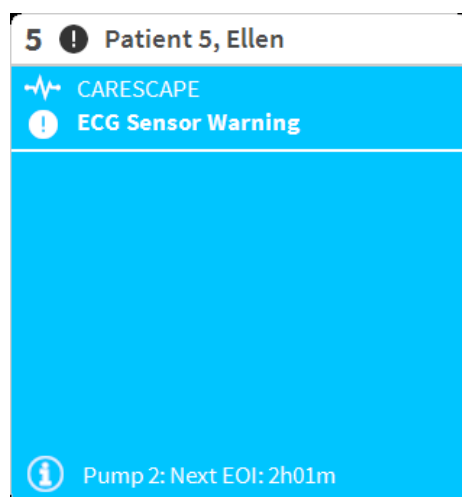 5 ! Patient 5, Ellen
CARESCAPE
! ECG Sensor Warning
i Pump 2: Next EOI: 2h01m